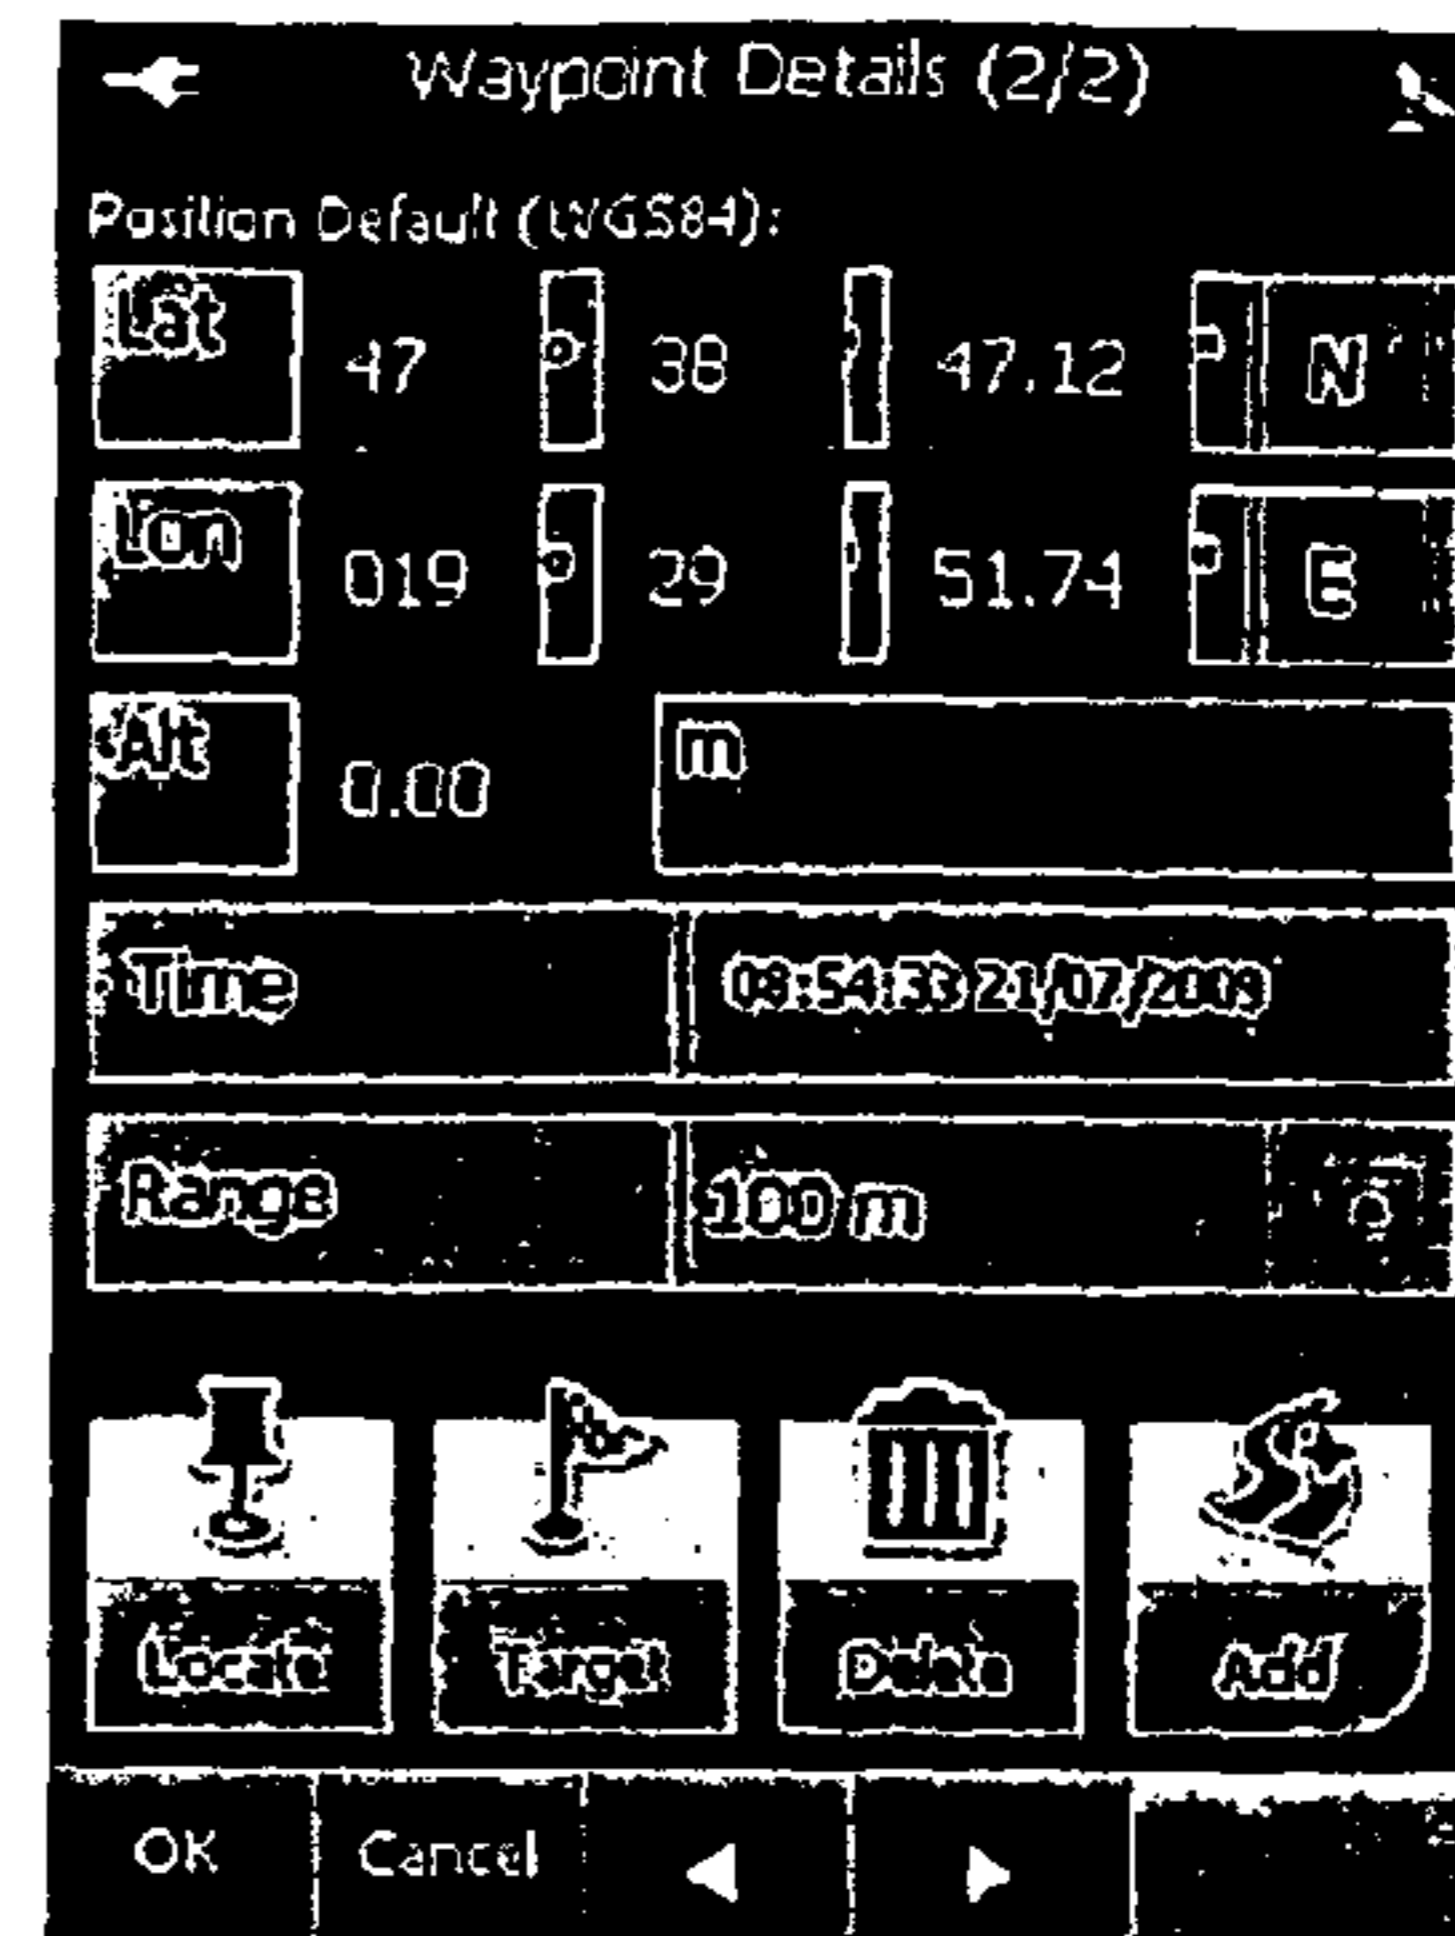 Waypoint Details (2/2)
Position Default (WGS84):
Lat 47 ° 38 ' 47.12 " N
Lon 019 ° 29 ' 51.74 " E
Alt 0.00 m
Time 08:54:33 21/07/2009
Range 100 m
Locate Target Delete Add
OK Cancel